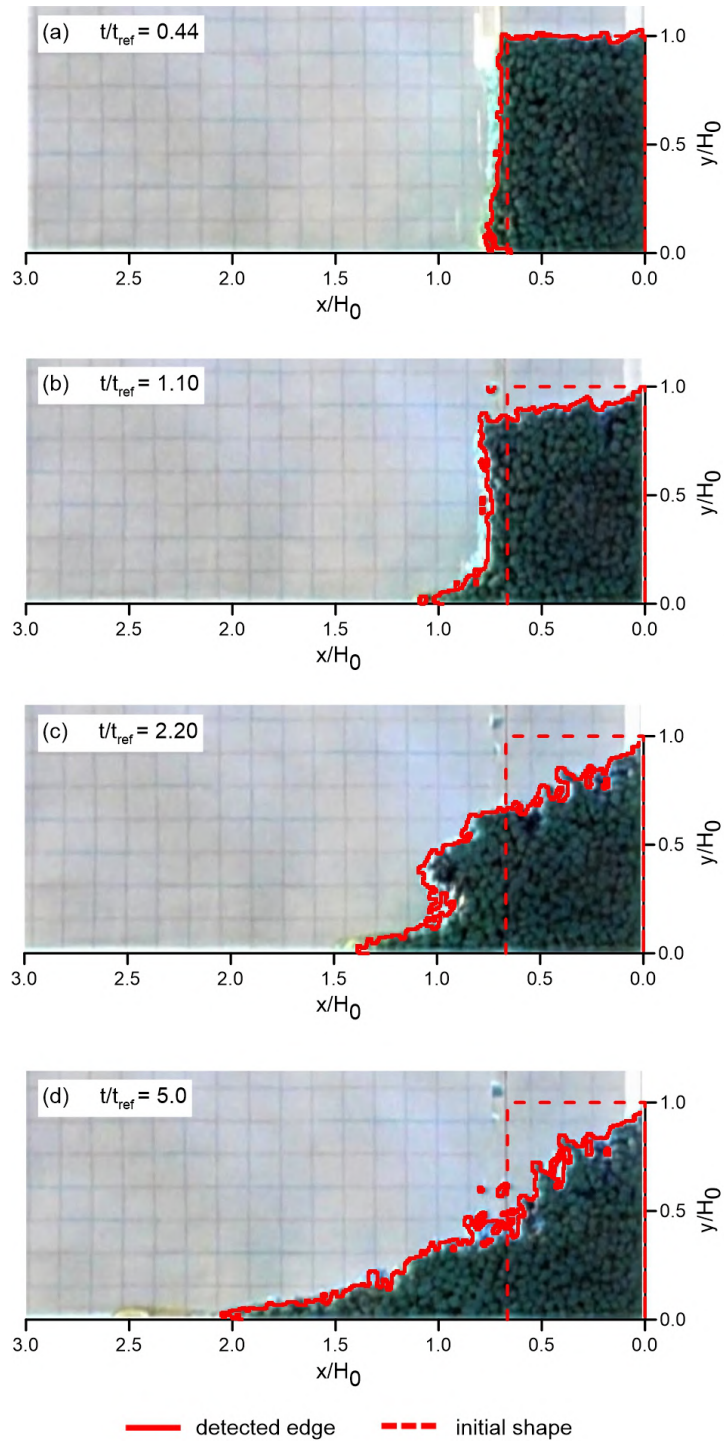 (a) t/t_ref = 0.44
1.0
0.5
0.0
y/H₀
3.0 2.5 2.0 1.5 1.0 0.5 0.0
x/H₀
(b) t/t_ref = 1.10
1.0
0.5
0.0
y/H₀
3.0 2.5 2.0 1.5 1.0 0.5 0.0
x/H₀
(c) t/t_ref = 2.20
1.0
0.5
0.0
y/H₀
3.0 2.5 2.0 1.5 1.0 0.5 0.0
x/H₀
(d) t/t_ref = 5.0
1.0
0.5
0.0
y/H₀
3.0 2.5 2.0 1.5 1.0 0.5 0.0
x/H₀
detected edge initial shape